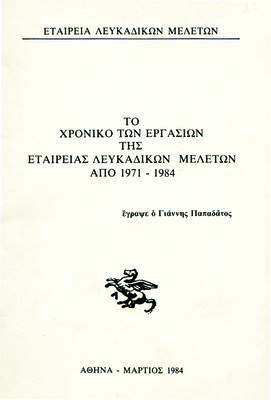 ΕΤΑΙΡΕΙΑ ΛΕΥΚΑΔΙΚΩΝ ΜΕΛΕΤΩΝ
ΤΟ
ΧΡΟΝΙΚΟ ΤΩΝ ΕΡΓΑΣΙΩΝ
ΤΗΣ
ΕΤΑΙΡΕΙΑΣ ΛΕΥΚΑΔΙΚΩΝ ΜΕΛΕΤΩΝ
ΑΠΟ 1971 - 1984
ἔγραψε ὁ Γιάννης Παπαδᾶτος
ΑΘΗΝΑ - ΜΑΡΤΙΟΣ 1984